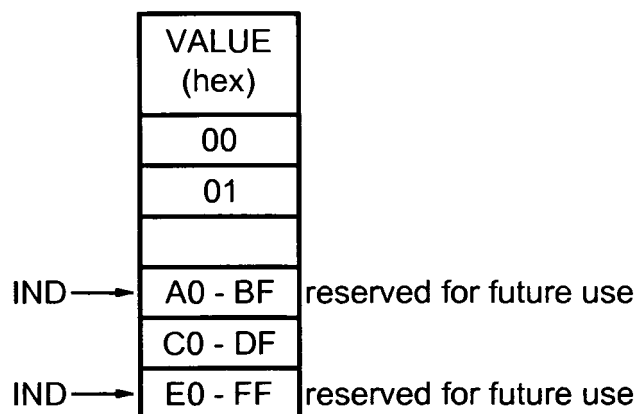 VALUE
(hex)
00
01
IND A0 - BF reserved for future use
C0 - DF
IND E0 - FF reserved for future use